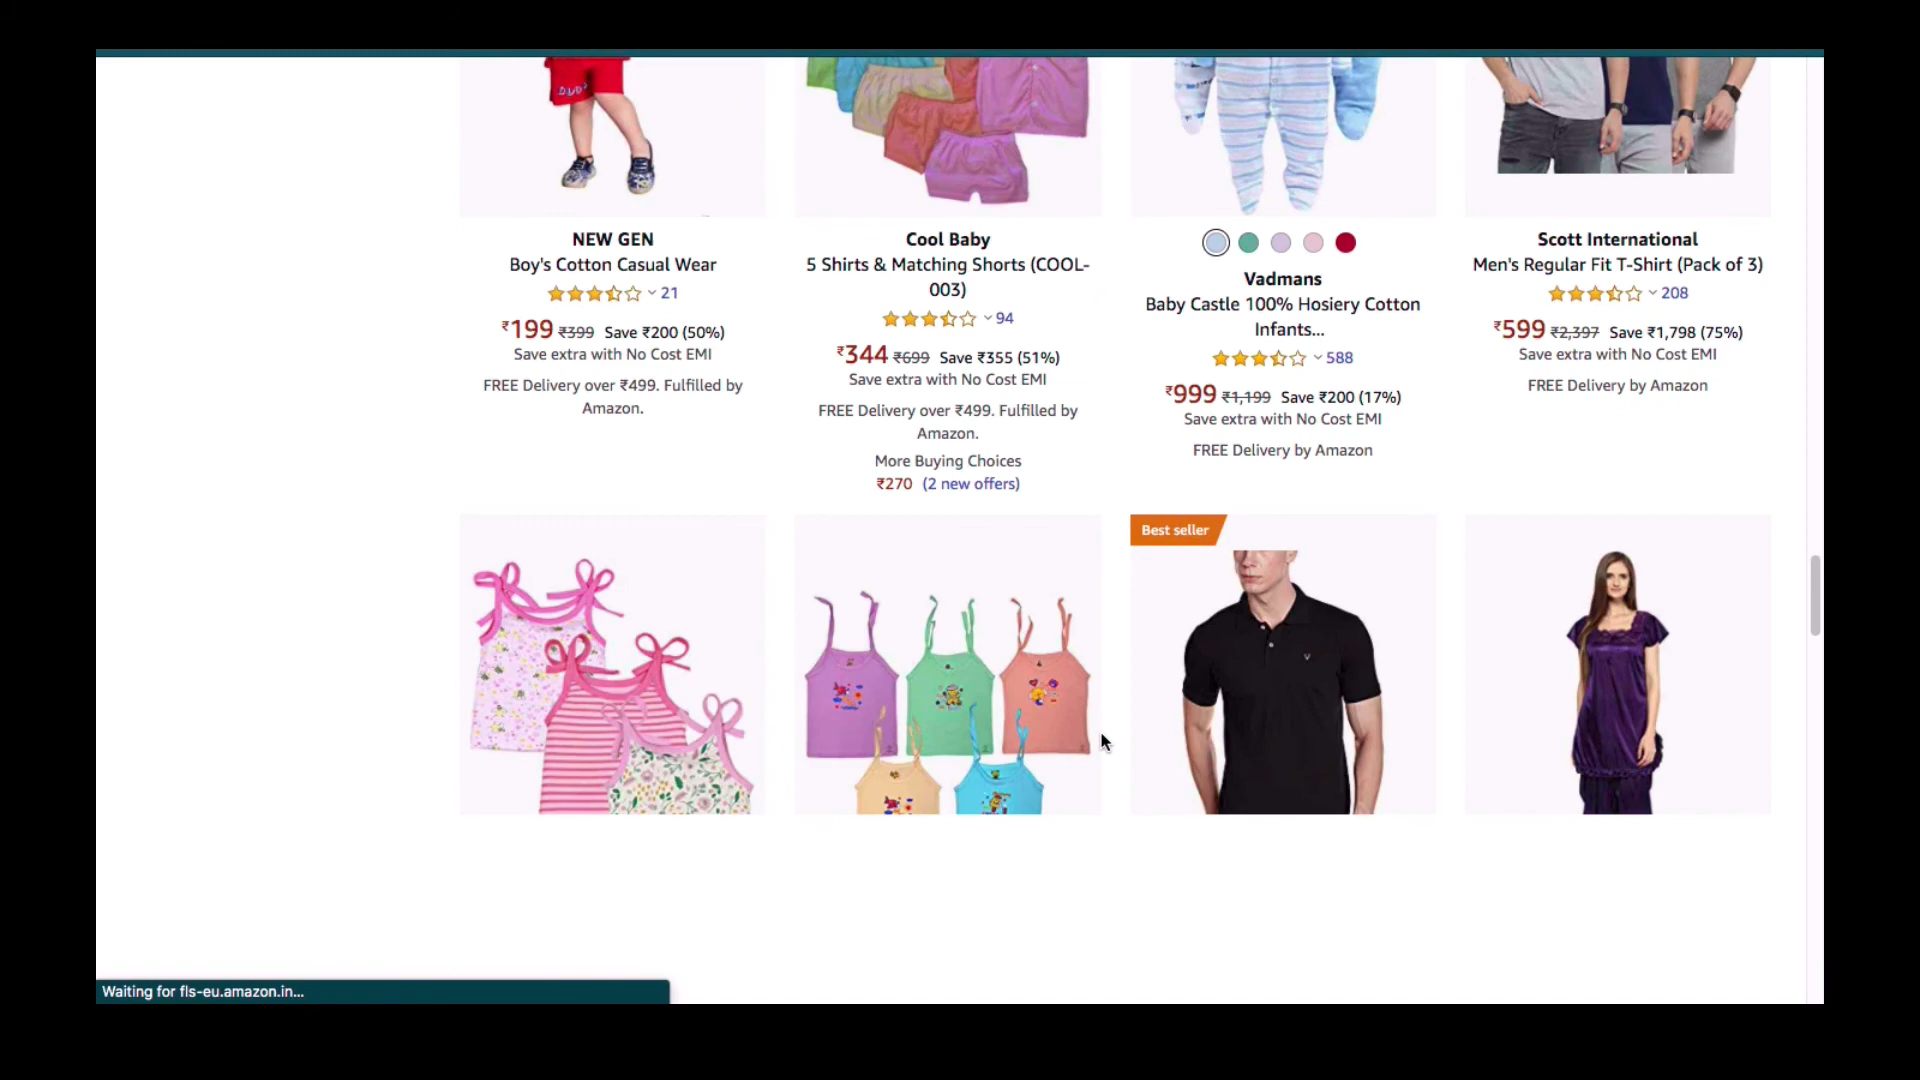 NEW GEN
Boy's Cotton Casual Wear
21
₹199 ₹399 Save ₹200 (50%)
Save extra with No Cost EMI
FREE Delivery over ₹499. Fulfilled by
Amazon.
Cool Baby
5 Shirts & Matching Shorts (COOL-
003)
94
₹344 ₹699 Save ₹355 (51%)
Save extra with No Cost EMI
FREE Delivery over ₹499. Fulfilled by
Amazon.
More Buying Choices
₹270 (2 new offers)
Vadmans
Baby Castle 100% Hosiery Cotton
Infants...
588
₹999 ₹1,199 Save ₹200 (17%)
Save extra with No Cost EMI
FREE Delivery by Amazon
Scott International
Men's Regular Fit T-Shirt (Pack of 3)
208
₹599 ₹2,397 Save ₹1,798 (75%)
Save extra with No Cost EMI
FREE Delivery by Amazon
Best seller
Waiting for fls-eu.amazon.in...